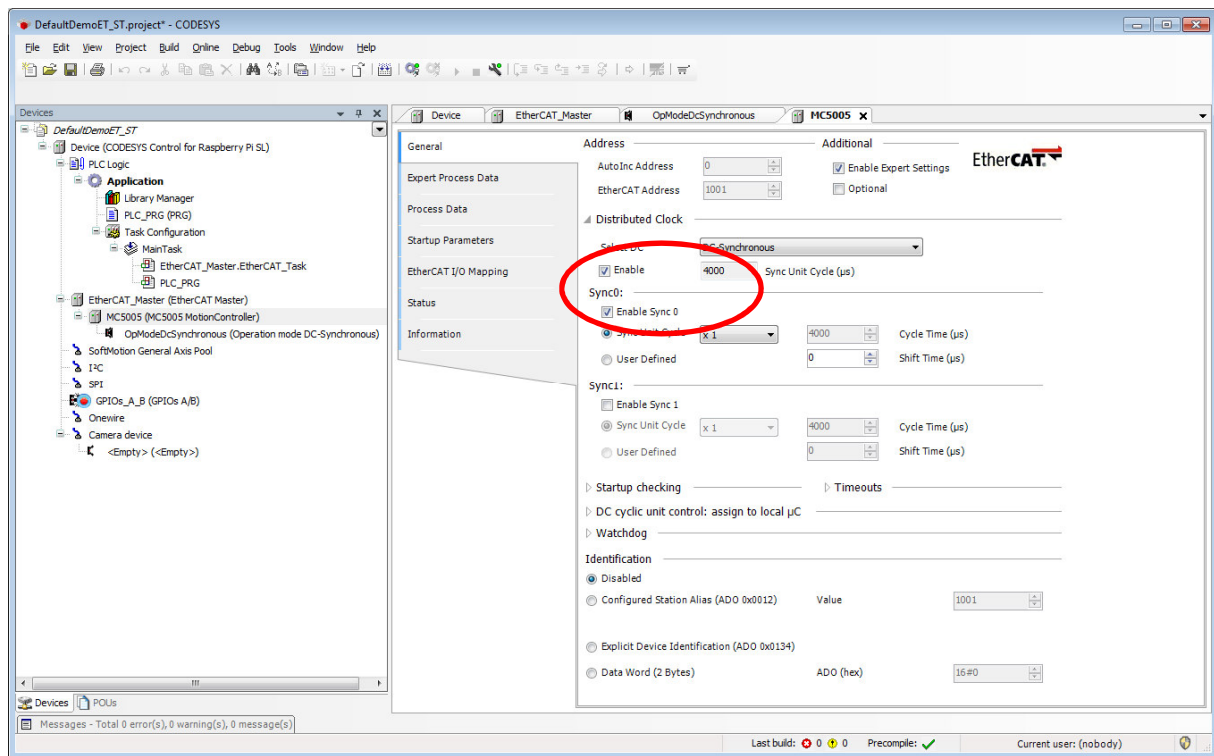 DefaultDemoET_ST.project* - CODESYS
File Edit View Project Build Online Debug Tools Window Help
Devices
DefaultDemoET_ST
Device (CODESYS Control for Raspberry Pi SL)
PLC Logic
Application
Library Manager
PLC_PRG (PRG)
Task Configuration
MainTask
EtherCAT_Master.EtherCAT_Task
PLC_PRG
EtherCAT_Master (EtherCAT Master)
MC5005 (MC5005 MotionController)
OpModeDcSynchronous (Operation mode DC-Synchronous)
SoftMotion General Axis Pool
I²C
SPI
GPIOs_A_B (GPIOs A/B)
Onewire
Camera device
<Empty> (<Empty>)
Devices POUs
Device EtherCAT_Master OpModeDcSynchronous MC5005
General
Expert Process Data
Process Data
Startup Parameters
EtherCAT I/O Mapping
Status
Information
Address Additional
AutoInc Address 0 Enable Expert Settings
EtherCAT Address 1001 Optional
EtherCAT
Distributed Clock
Select DC DC-Synchronous
Enable 4000 Sync Unit Cycle (µs)
Sync0:
Enable Sync 0
Sync Unit Cycle x 1 4000 Cycle Time (µs)
User Defined 0 Shift Time (µs)
Sync1:
Enable Sync 1
Sync Unit Cycle x 1 4000 Cycle Time (µs)
User Defined 0 Shift Time (µs)
Startup checking Timeouts
DC cyclic unit control: assign to local µC
Watchdog
Identification
Disabled
Configured Station Alias (ADO 0x0012) Value 1001
Explicit Device Identification (ADO 0x0134)
Data Word (2 Bytes) ADO (hex) 16#0
Messages - Total 0 error(s), 0 warning(s), 0 message(s)
Last build: 0 0 Precompile: Current user: (nobody)